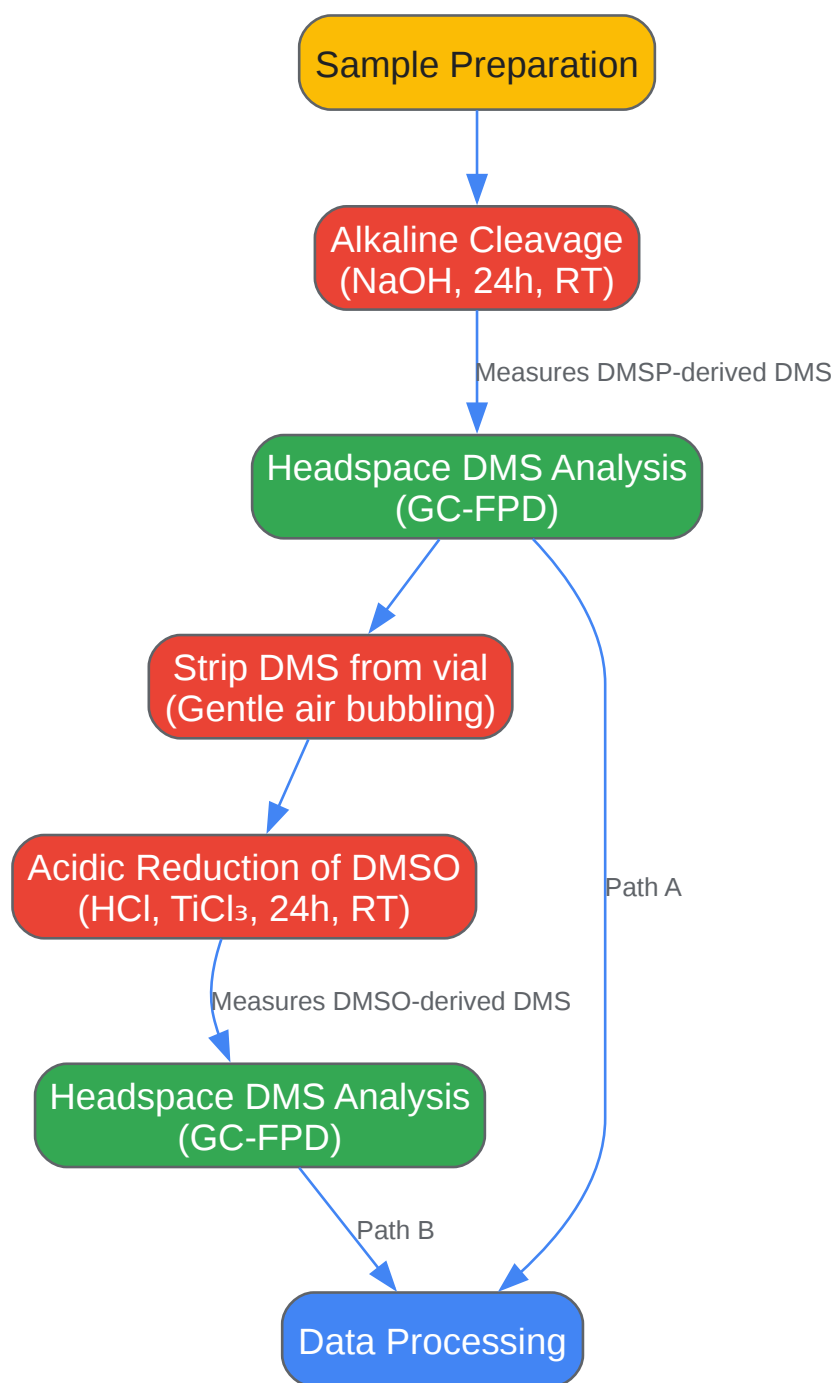 Sample Preparation
Alkaline Cleavage
(NaOH, 24h, RT)
Measures DMSP-derived DMS
Headspace DMS Analysis
(GC-FPD)
Strip DMS from vial
(Gentle air bubbling)
Acidic Reduction of DMSO
(HCl, TiCl₃, 24h, RT)
Path A
Measures DMSO-derived DMS
Headspace DMS Analysis
(GC-FPD)
Path B
Data Processing